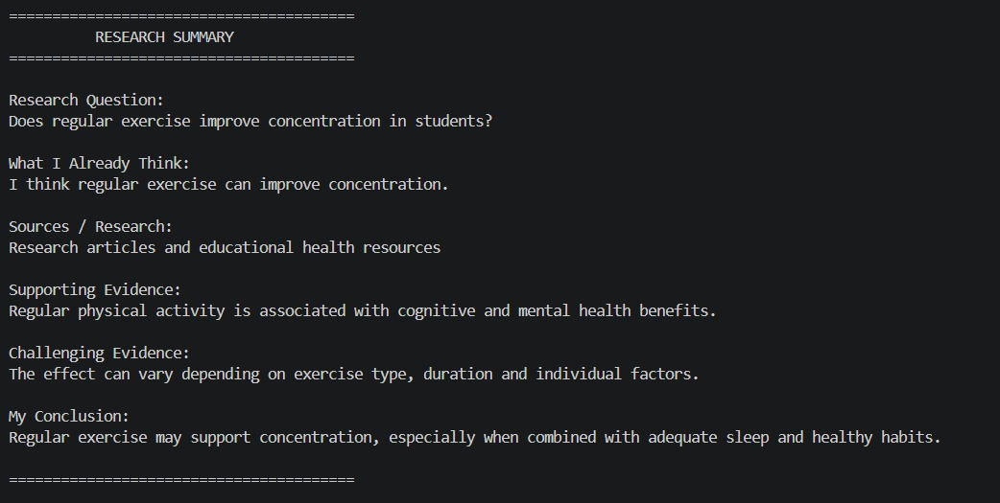 ========================================
RESEARCH SUMMARY
========================================
Research Question:
Does regular exercise improve concentration in students?
What I Already Think:
I think regular exercise can improve concentration.
Sources / Research:
Research articles and educational health resources
Supporting Evidence:
Regular physical activity is associated with cognitive and mental health benefits.
Challenging Evidence:
The effect can vary depending on exercise type, duration and individual factors.
My Conclusion:
Regular exercise may support concentration, especially when combined with adequate sleep and healthy habits.
========================================